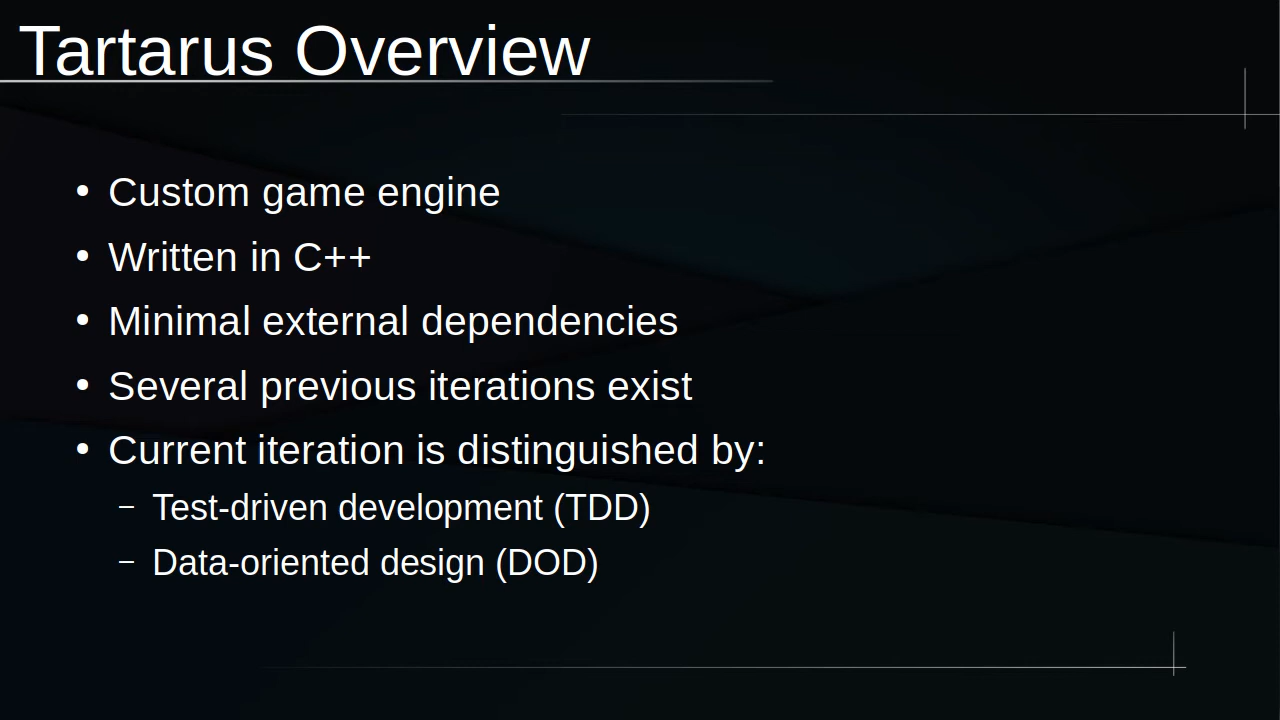 Tartarus Overview
• Custom game engine
• Written in C++
• Minimal external dependencies
• Several previous iterations exist
• Current iteration is distinguished by:
– Test-driven development (TDD)
– Data-oriented design (DOD)